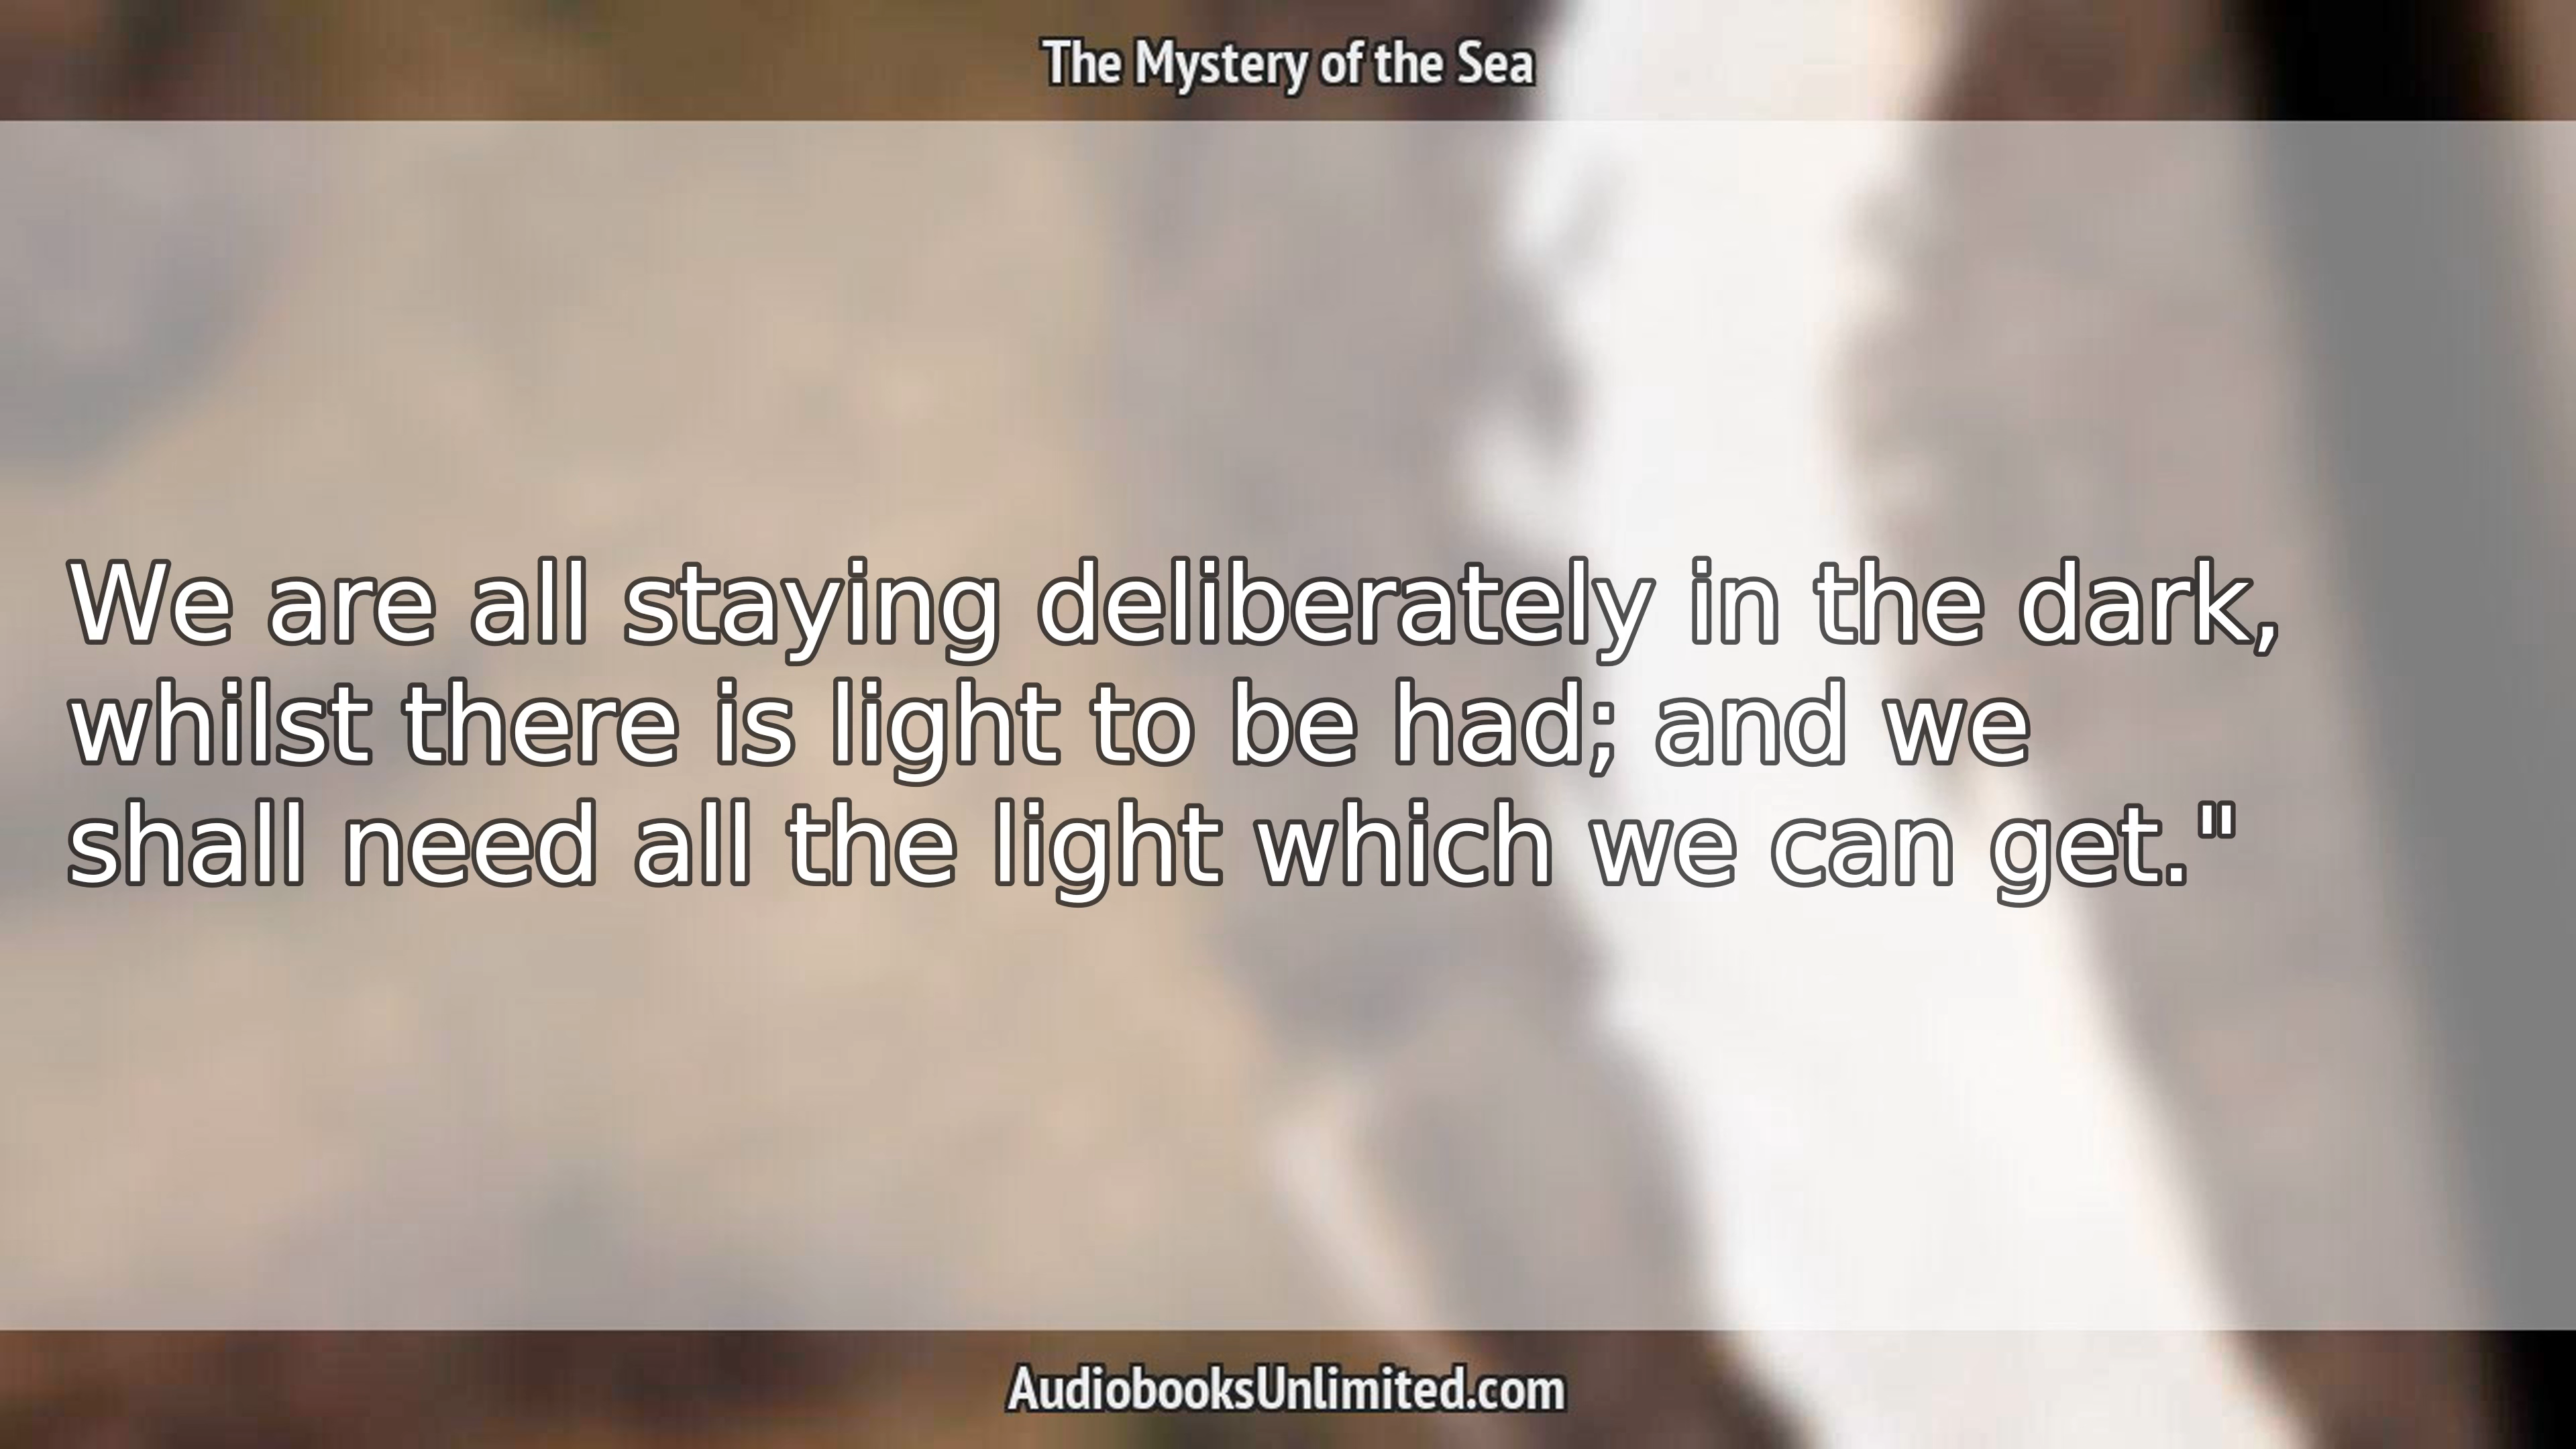 The Mystery of the Sea
We are all staying deliberately in the dark,
whilst there is light to be had; and we
shall need all the light which we can get."
AudiobooksUnlimited.com